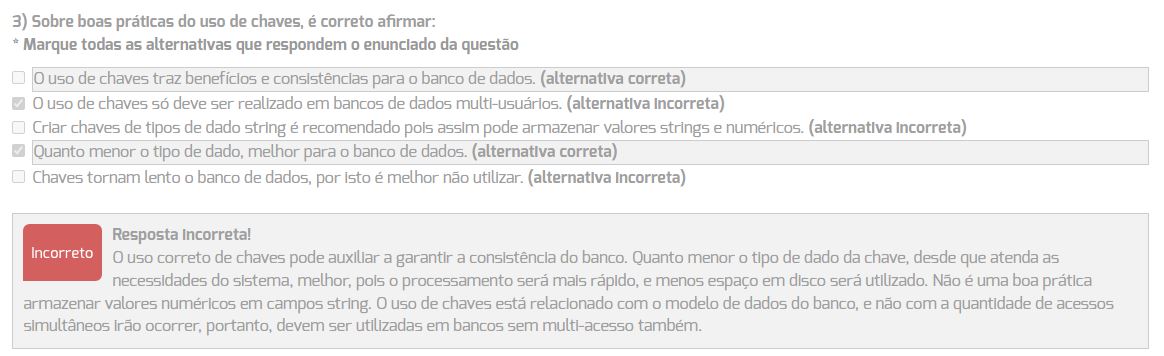 3) Sobre boas práticas do uso de chaves, é correto afirmar:
* Marque todas as alternativas que respondem o enunciado da questão
O uso de chaves traz benefícios e consistências para o banco de dados. (alternativa correta)
O uso de chaves só deve ser realizado em bancos de dados multi-usuários. (alternativa incorreta)
Criar chaves de tipos de dado string é recomendado pois assim pode armazenar valores strings e numéricos. (alternativa incorreta)
Quanto menor o tipo de dado, melhor para o banco de dados. (alternativa correta)
Chaves tornam lento o banco de dados, por isto é melhor não utilizar. (alternativa incorreta)
Incorreto
Resposta incorreta!
O uso correto de chaves pode auxiliar a garantir a consistência do banco. Quanto menor o tipo de dado da chave, desde que atenda as
necessidades do sistema, melhor, pois o processamento será mais rápido, e menos espaço em disco será utilizado. Não é uma boa prática
armazenar valores numéricos em campos string. O uso de chaves está relacionado com o modelo de dados do banco, e não com a quantidade de acessos
simultâneos irão ocorrer, portanto, devem ser utilizadas em bancos sem multi-acesso também.